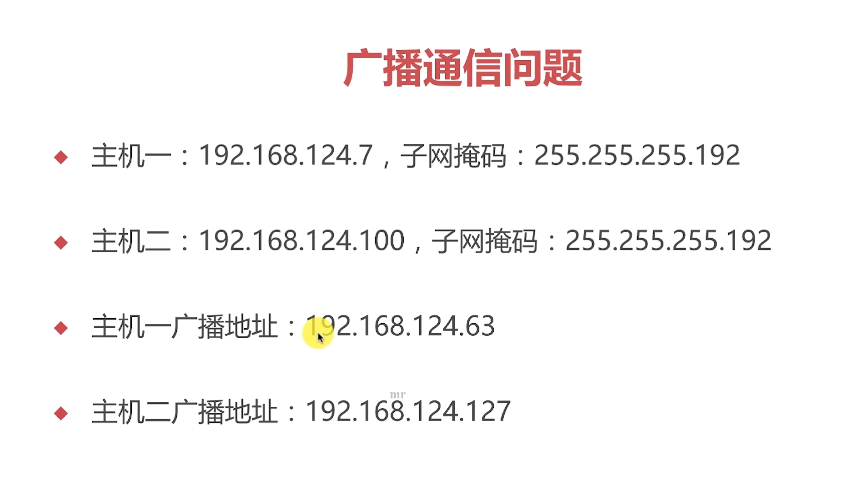 广播通信问题
主机一：192.168.124.7，子网掩码：255.255.255.192
主机二：192.168.124.100，子网掩码：255.255.255.192
主机一广播地址：192.168.124.63
主机二广播地址：192.168.124.127
mr